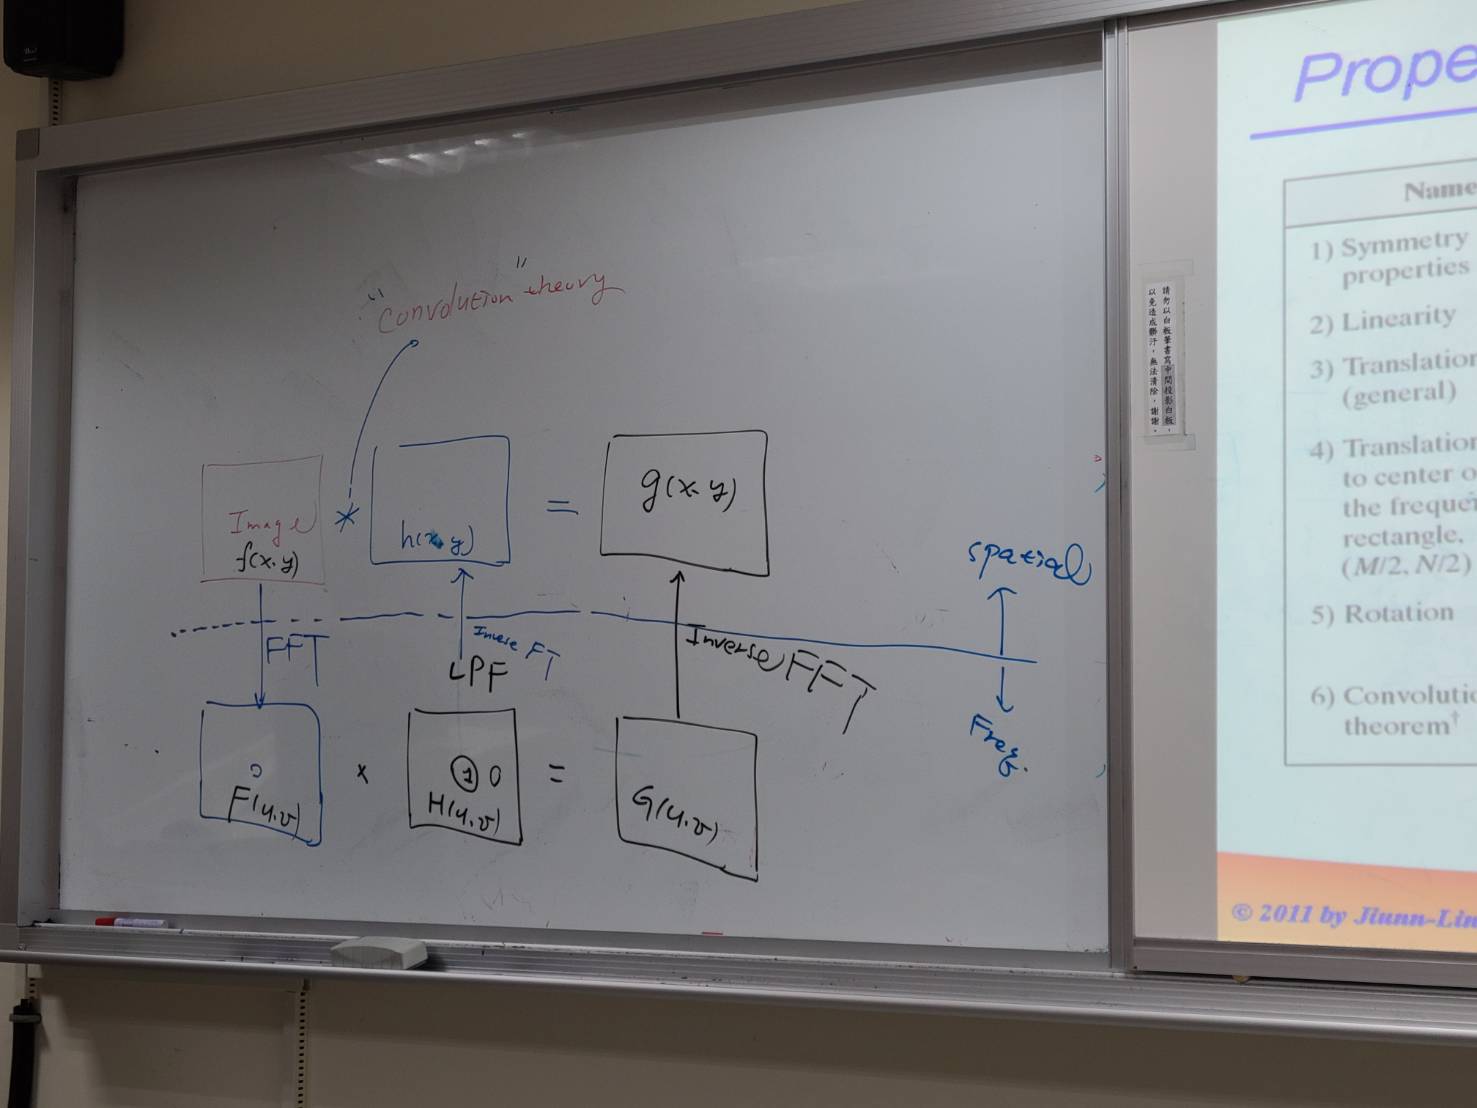 "Convolution" theory
Image
f(x,y)
*
h(x,y)
=
g(x,y)
spatial
FFT
Inverse FT
LPF
Inverse FFT
Freq.
F(u,v)
×
1 0
H(u,v)
=
G(u,v)
請勿以白板筆書寫中間投影白板，
以免造成髒汙，無法清除，謝謝。
Prope
Name
1) Symmetry
properties
2) Linearity
3) Translation
(general)
4) Translation
to center o
the freque
rectangle,
(M/2, N/2)
5) Rotation
6) Convolutio
theorem†
© 2011 by Jiunn-Lin